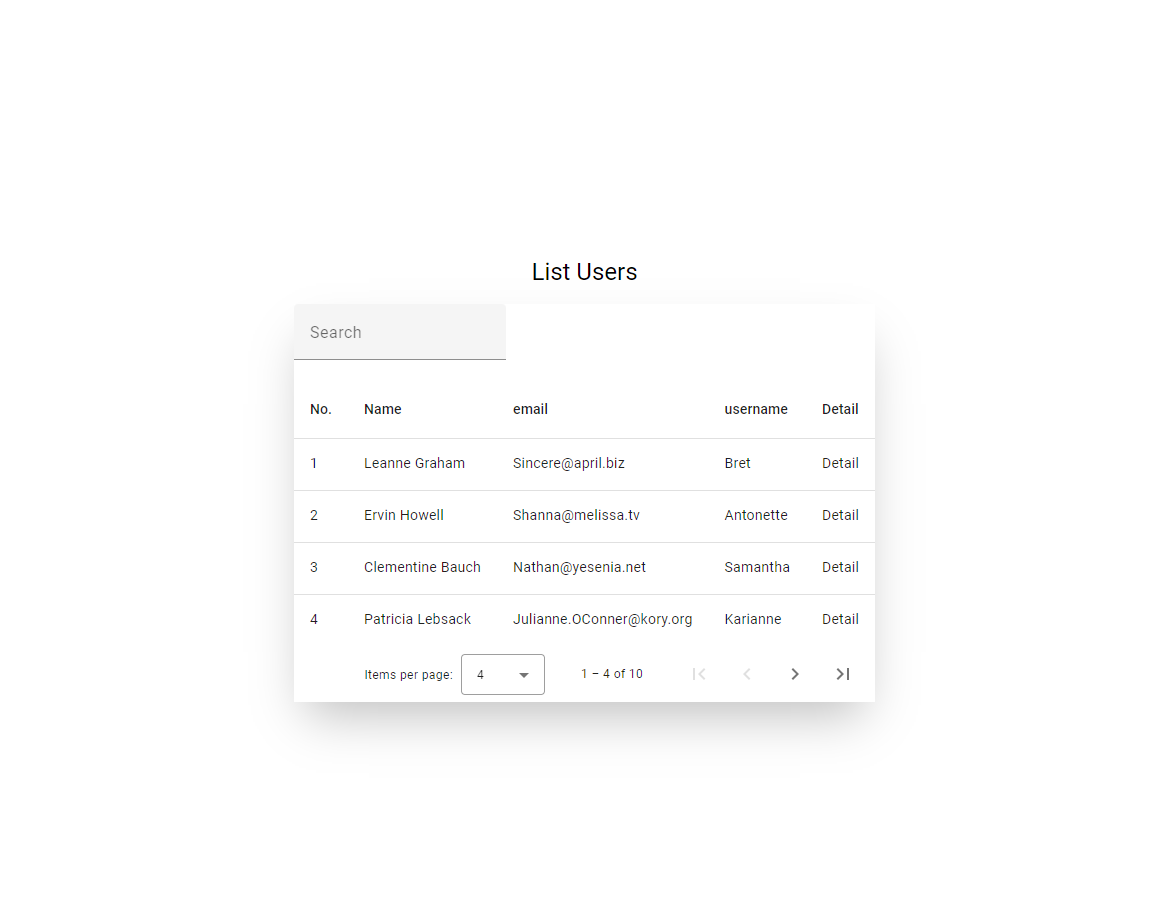 List Users
Search
No. Name email username Detail
1 Leanne Graham Sincere@april.biz Bret Detail
2 Ervin Howell Shanna@melissa.tv Antonette Detail
3 Clementine Bauch Nathan@yesenia.net Samantha Detail
4 Patricia Lebsack Julianne.OConner@kory.org Karianne Detail
Items per page: 4 1 – 4 of 10